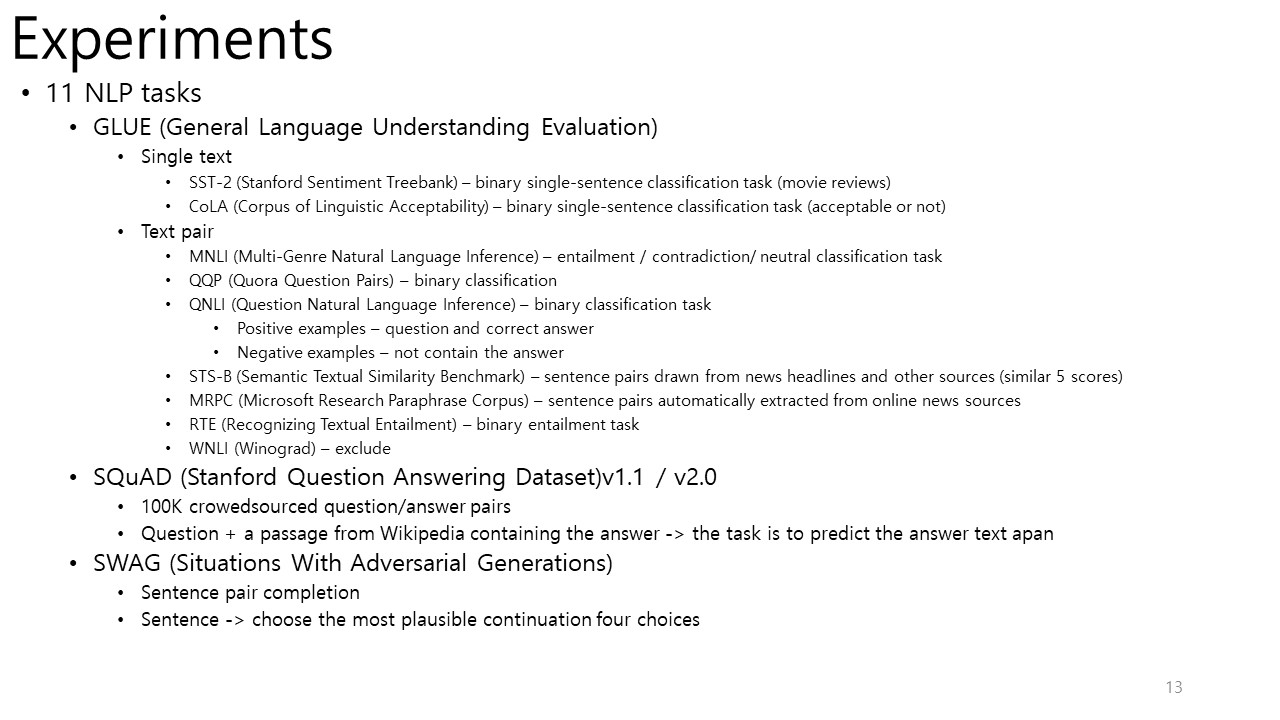 Experiments
• 11 NLP tasks
• GLUE (General Language Understanding Evaluation)
• Single text
• SST-2 (Stanford Sentiment Treebank) – binary single-sentence classification task (movie reviews)
• CoLA (Corpus of Linguistic Acceptability) – binary single-sentence classification task (acceptable or not)
• Text pair
• MNLI (Multi-Genre Natural Language Inference) – entailment / contradiction/ neutral classification task
• QQP (Quora Question Pairs) – binary classification
• QNLI (Question Natural Language Inference) – binary classification task
• Positive examples – question and correct answer
• Negative examples – not contain the answer
• STS-B (Semantic Textual Similarity Benchmark) – sentence pairs drawn from news headlines and other sources (similar 5 scores)
• MRPC (Microsoft Research Paraphrase Corpus) – sentence pairs automatically extracted from online news sources
• RTE (Recognizing Textual Entailment) – binary entailment task
• WNLI (Winograd) – exclude
• SQuAD (Stanford Question Answering Dataset)v1.1 / v2.0
• 100K crowedsourced question/answer pairs
• Question + a passage from Wikipedia containing the answer -> the task is to predict the answer text apan
• SWAG (Situations With Adversarial Generations)
• Sentence pair completion
• Sentence -> choose the most plausible continuation four choices
13